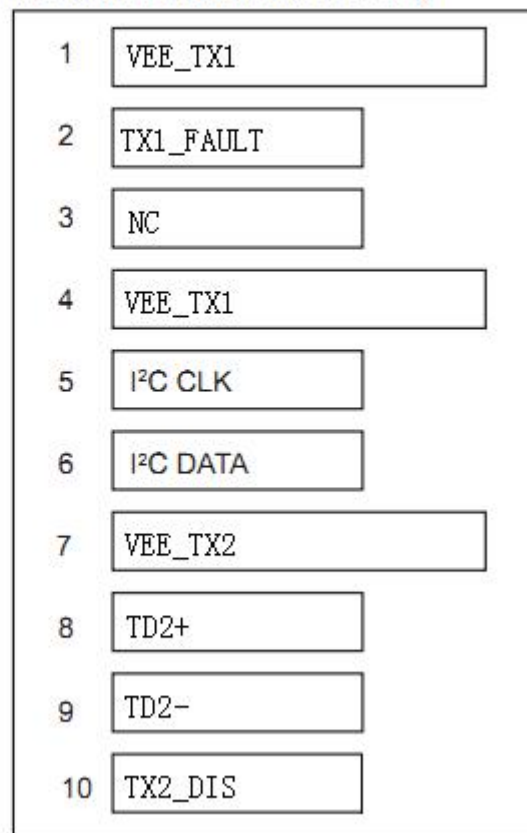 1 VEE_TX1
2 TX1_FAULT
3 NC
4 VEE_TX1
5 I²C CLK
6 I²C DATA
7 VEE_TX2
8 TD2+
9 TD2-
10 TX2_DIS